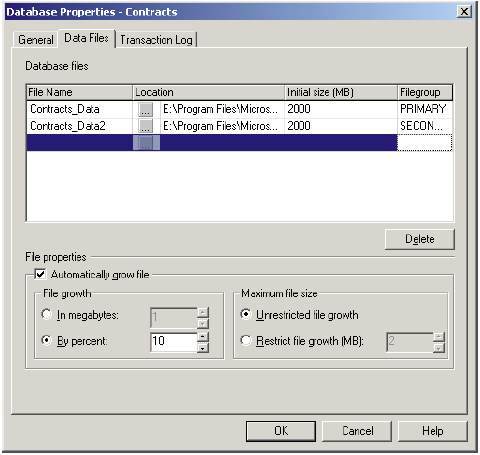 Database Properties - Contracts
General Data Files Transaction Log
Database files
File Name Location Initial size (MB) Filegroup
Contracts_Data ... E:\Program Files\Micros... 2000 PRIMARY
Contracts_Data2 ... E:\Program Files\Micros... 2000 SECON...
...
Delete
File properties
Automatically grow file
File growth
In megabytes: 1
By percent: 10
Maximum file size
Unrestricted file growth
Restrict file growth (MB): 2
OK Cancel Help